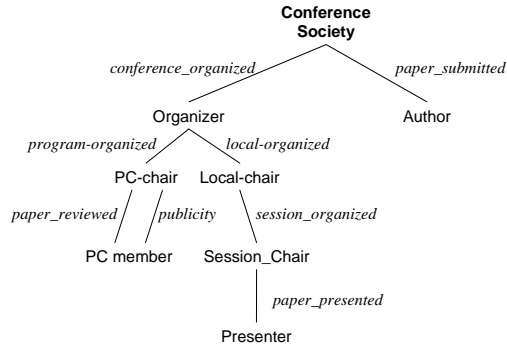 Conference
Society
conference_organized
paper_submitted
Organizer
Author
program-organized
local-organized
PC-chair
Local-chair
paper_reviewed
publicity
session_organized
PC member
Session_Chair
paper_presented
Presenter